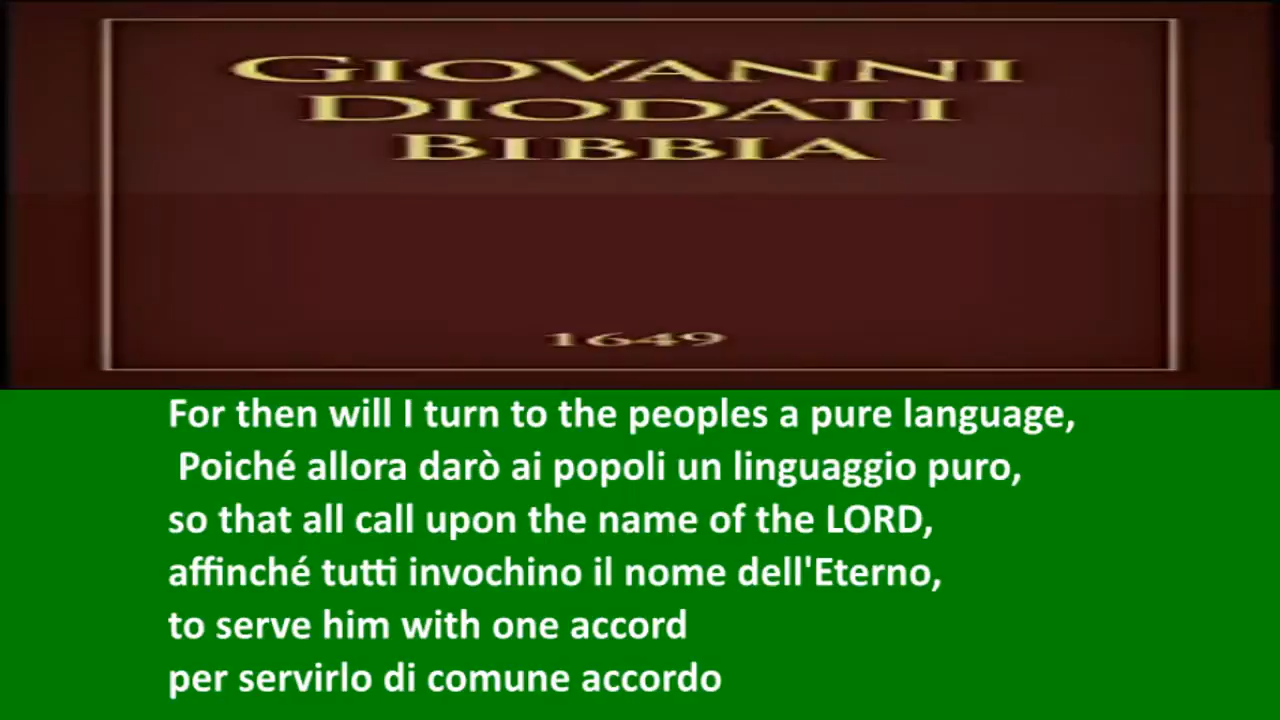 GIOVANNI
DIODATI
BIBBIA
1649
For then will I turn to the peoples a pure language,
Poiché allora darò ai popoli un linguaggio puro,
so that all call upon the name of the LORD,
affinché tutti invochino il nome dell'Eterno,
to serve him with one accord
per servirlo di comune accordo